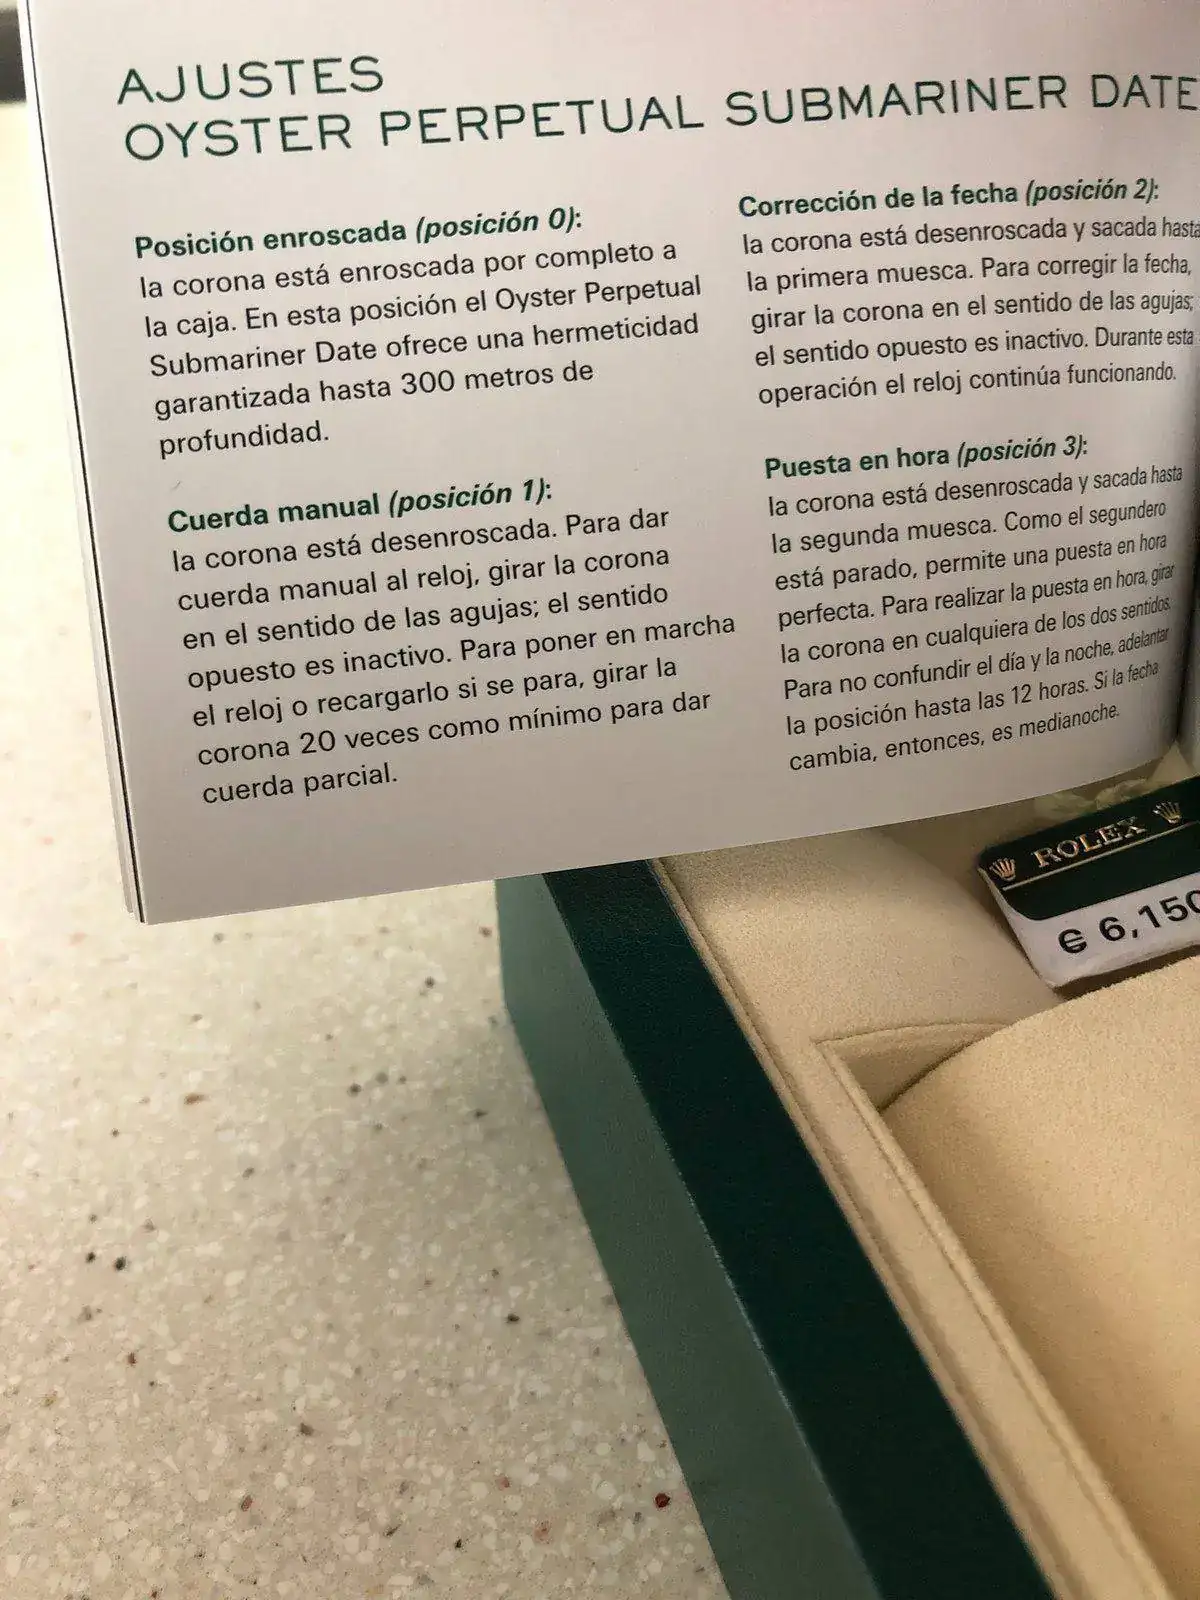 AJUSTES
OYSTER PERPETUAL SUBMARINER DATE
Posición enroscada (posición 0):
la corona está enroscada por completo a
la caja. En esta posición el Oyster Perpetual
Submariner Date ofrece una hermeticidad
garantizada hasta 300 metros de
profundidad.
Cuerda manual (posición 1):
la corona está desenroscada. Para dar
cuerda manual al reloj, girar la corona
en el sentido de las agujas; el sentido
opuesto es inactivo. Para poner en marcha
el reloj o recargarlo si se para, girar la
corona 20 veces como mínimo para dar
cuerda parcial.
Corrección de la fecha (posición 2):
la corona está desenroscada y sacada hasta
la primera muesca. Para corregir la fecha,
girar la corona en el sentido de las agujas;
el sentido opuesto es inactivo. Durante esta
operación el reloj continúa funcionando.
Puesta en hora (posición 3):
la corona está desenroscada y sacada hasta
la segunda muesca. Como el segundero
está parado, permite una puesta en hora
perfecta. Para realizar la puesta en hora, girar
la corona en cualquiera de los dos sentidos.
Para no confundir el día y la noche, adelantar
la posición hasta las 12 horas. Si la fecha
cambia, entonces, es medianoche.
ROLEX
€ 6,150